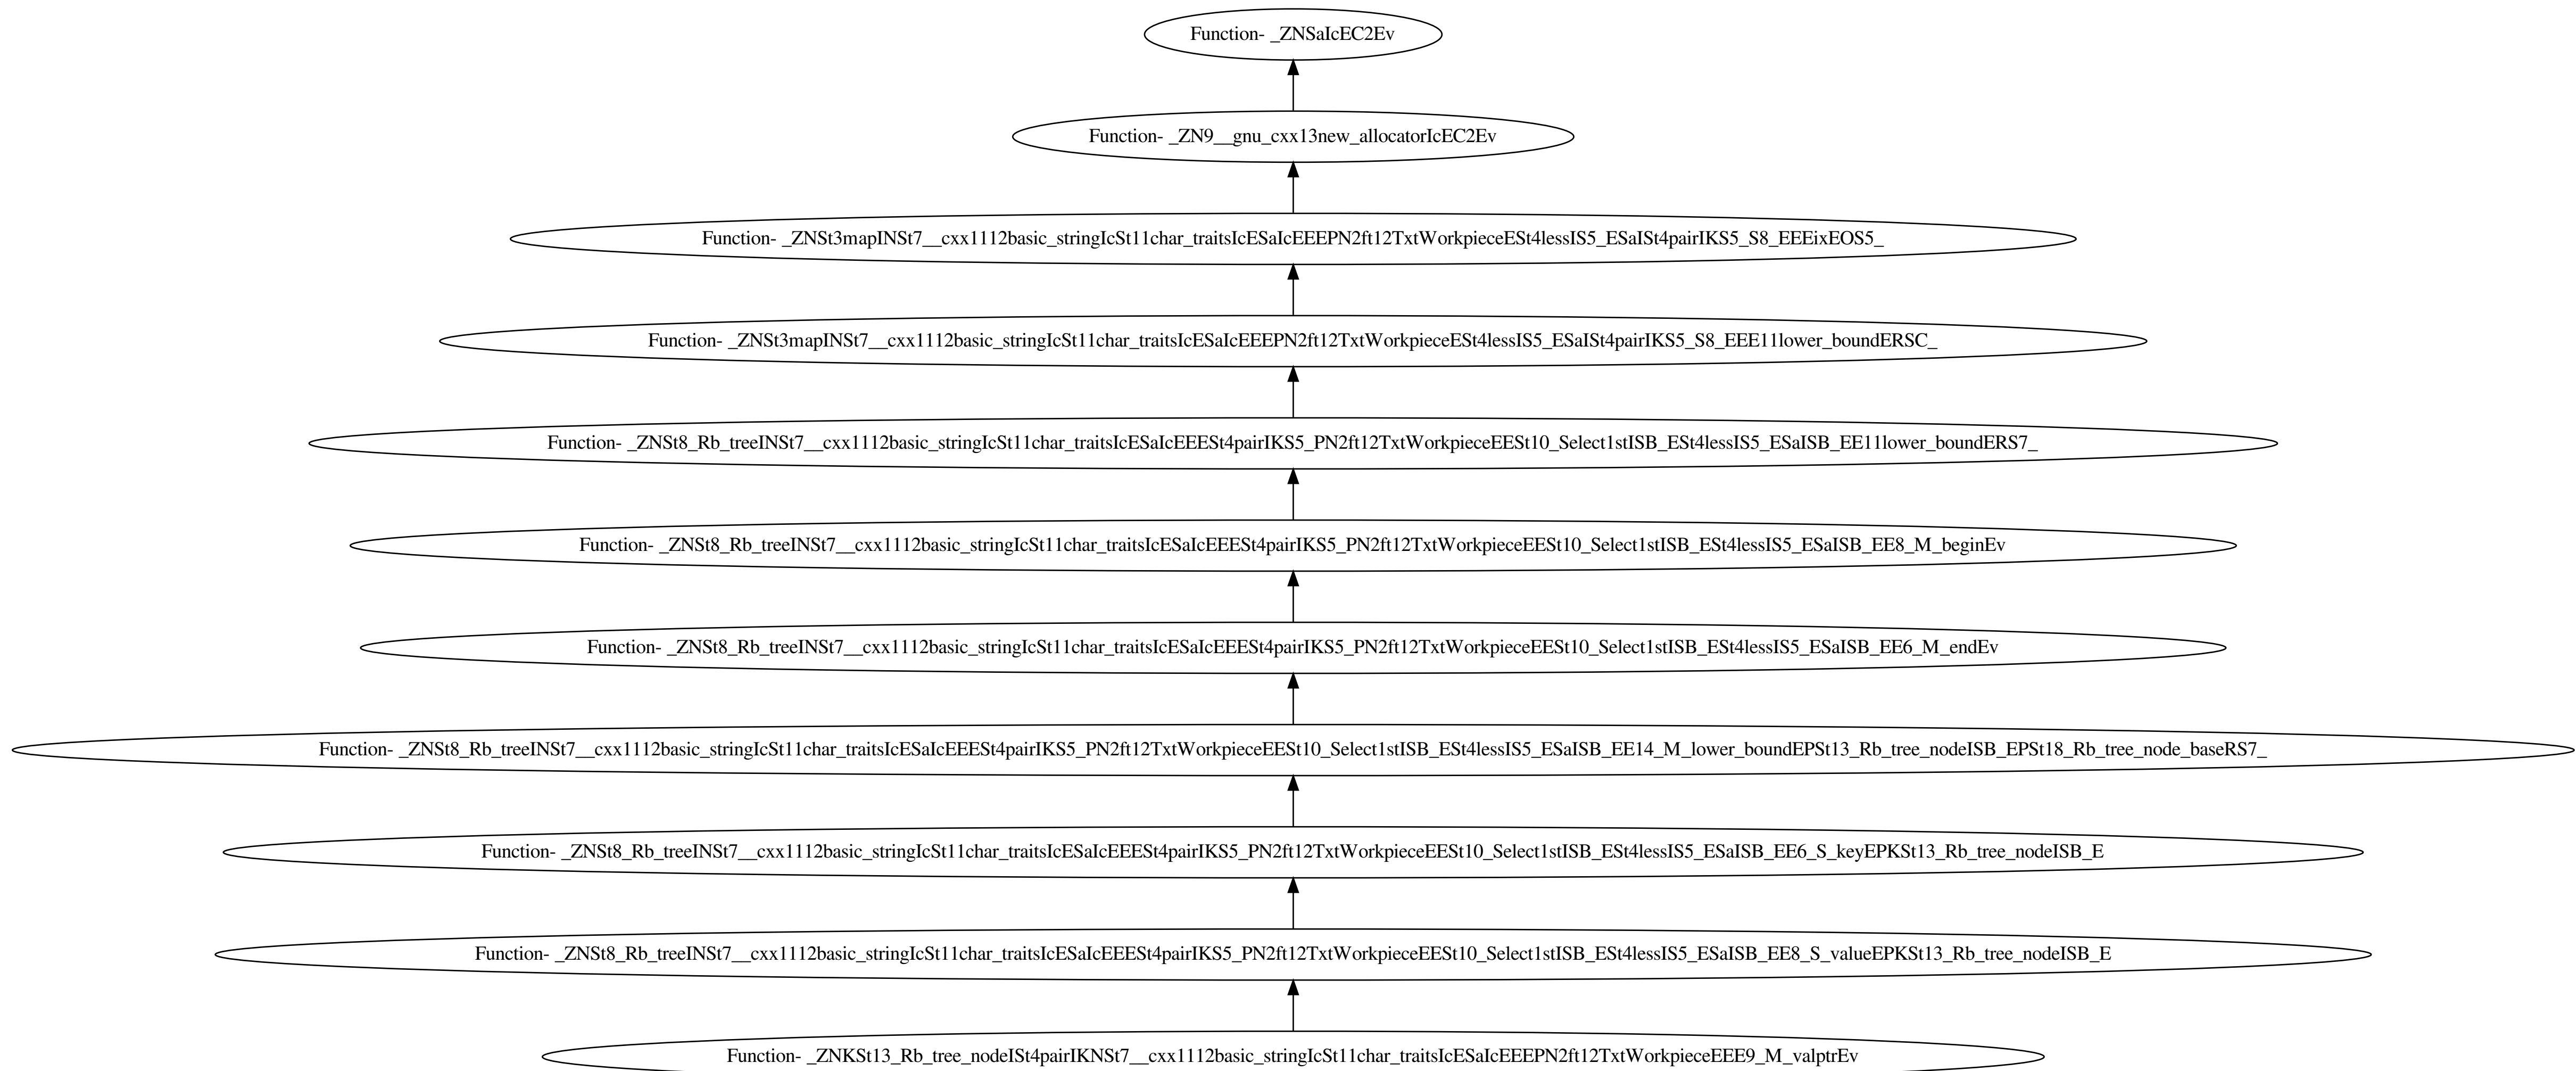 Function- _ZNSaIcEC2Ev
Function- _ZN9__gnu_cxx13new_allocatorIcEC2Ev
Function- _ZNSt3mapINSt7__cxx1112basic_stringIcSt11char_traitsIcESaIcEEEPN2ft12TxtWorkpieceESt4lessIS5_ESaISt4pairIKS5_S8_EEEixEOS5_
Function- _ZNSt3mapINSt7__cxx1112basic_stringIcSt11char_traitsIcESaIcEEEPN2ft12TxtWorkpieceESt4lessIS5_ESaISt4pairIKS5_S8_EEE11lower_boundERSC_
Function- _ZNSt8_Rb_treeINSt7__cxx1112basic_stringIcSt11char_traitsIcESaIcEEESt4pairIKS5_PN2ft12TxtWorkpieceEESt10_Select1stISB_ESt4lessIS5_ESaISB_EE11lower_boundERS7_
Function- _ZNSt8_Rb_treeINSt7__cxx1112basic_stringIcSt11char_traitsIcESaIcEEESt4pairIKS5_PN2ft12TxtWorkpieceEESt10_Select1stISB_ESt4lessIS5_ESaISB_EE8_M_beginEv
Function- _ZNSt8_Rb_treeINSt7__cxx1112basic_stringIcSt11char_traitsIcESaIcEEESt4pairIKS5_PN2ft12TxtWorkpieceEESt10_Select1stISB_ESt4lessIS5_ESaISB_EE6_M_endEv
Function- _ZNSt8_Rb_treeINSt7__cxx1112basic_stringIcSt11char_traitsIcESaIcEEESt4pairIKS5_PN2ft12TxtWorkpieceEESt10_Select1stISB_ESt4lessIS5_ESaISB_EE14_M_lower_boundEPSt13_Rb_tree_nodeISB_EPSt18_Rb_tree_node_baseRS7_
Function- _ZNSt8_Rb_treeINSt7__cxx1112basic_stringIcSt11char_traitsIcESaIcEEESt4pairIKS5_PN2ft12TxtWorkpieceEESt10_Select1stISB_ESt4lessIS5_ESaISB_EE6_S_keyEPKSt13_Rb_tree_nodeISB_E
Function- _ZNSt8_Rb_treeINSt7__cxx1112basic_stringIcSt11char_traitsIcESaIcEEESt4pairIKS5_PN2ft12TxtWorkpieceEESt10_Select1stISB_ESt4lessIS5_ESaISB_EE8_S_valueEPKSt13_Rb_tree_nodeISB_E
Function- _ZNKSt13_Rb_tree_nodeISt4pairIKNSt7__cxx1112basic_stringIcSt11char_traitsIcESaIcEEEPN2ft12TxtWorkpieceEEE9_M_valptrEv